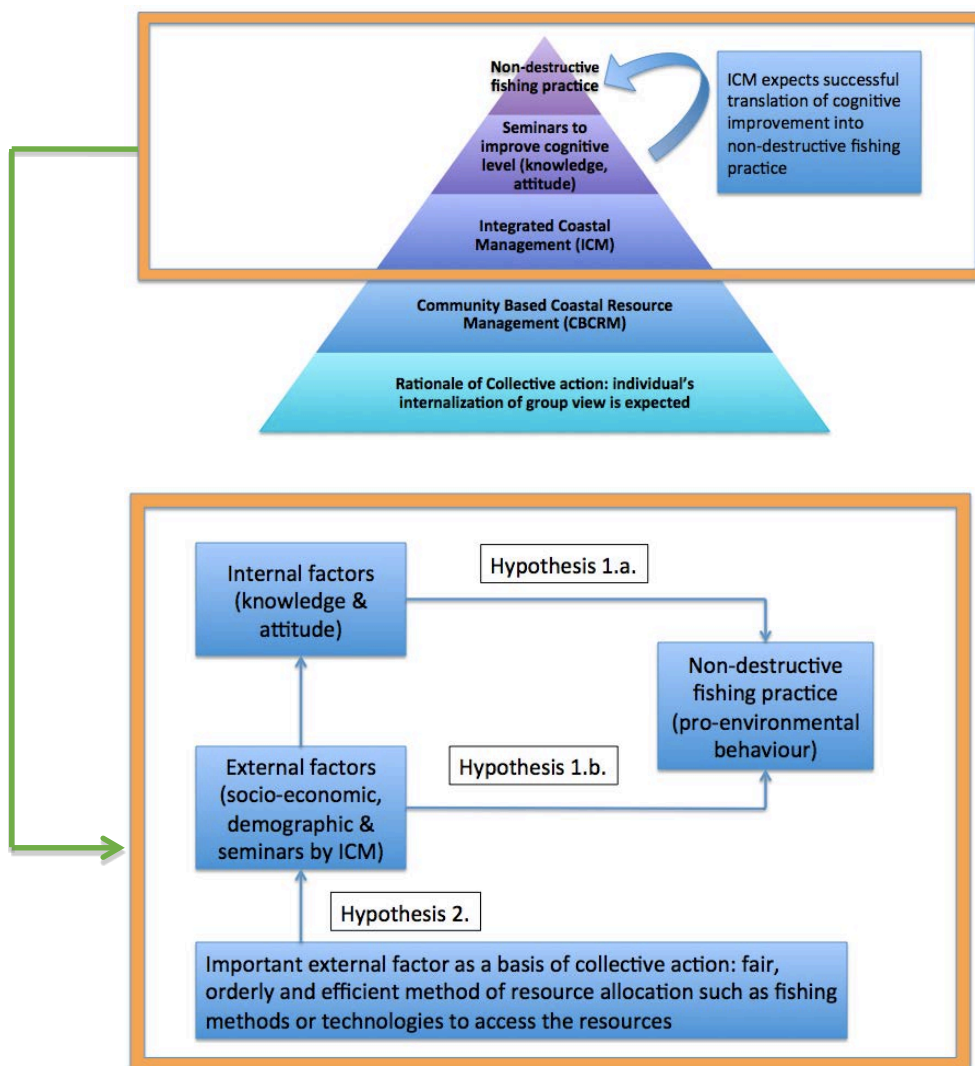 Non-destructive
fishing practice
Seminars to
improve cognitive
level (knowledge,
attitude)
Integrated Coastal
Management (ICM)
Community Based Coastal Resource
Management (CBCRM)
Rationale of Collective action: individual's
internalization of group view is expected
ICM expects successful
translation of cognitive
improvement into
non-destructive fishing
practice
Internal factors
(knowledge &
attitude)
Hypothesis 1.a.
Non-destructive
fishing practice
(pro-environmental
behaviour)
External factors
(socio-economic,
demographic &
seminars by ICM)
Hypothesis 1.b.
Hypothesis 2.
Important external factor as a basis of collective action: fair,
orderly and efficient method of resource allocation such as fishing
methods or technologies to access the resources